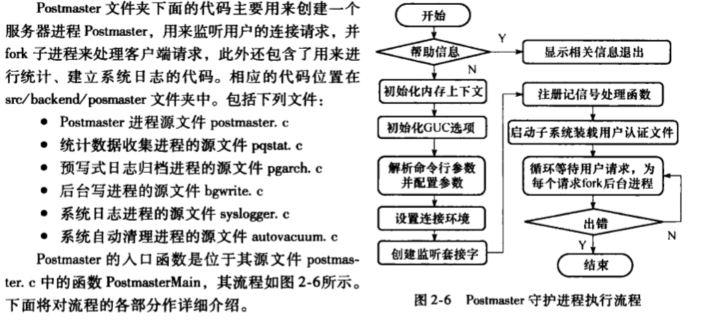 Postmaster 文件夹下面的代码主要用来创建一个
服务器进程 Postmaster，用来监听用户的连接请求，并
fork 子进程来处理客户端请求，此外还包含了用来进
行统计、建立系统日志的代码。相应的代码位置在
src/backend/posmaster 文件夹中。包括下列文件：
● Postmaster 进程源文件 postmaster. c
● 统计数据收集进程的源文件 pqstat. c
● 预写式日志归档进程的源文件 pgarch. c
● 后台写进程的源文件 bgwrite. c
● 系统日志进程的源文件 syslogger. c
● 系统自动清理进程的源文件 autovacuum. c
Postmaster 的入口函数是位于其源文件 postmas-
ter. c 中的函数 PostmasterMain，其流程如图 2-6所示。
下面将对流程的各部分作详细介绍。
开始
帮助信息
Y
显示相关信息退出
N
初始化内存上下文
初始化GUC选项
解析命令行参数
并配置参数
设置连接环境
创建监听套接字
注册记信号处理函数
启动子系统装载用户认证文件
循环等待用户请求，为
每个请求fork后台进程
出错
N
Y
结束
图 2-6 Postmaster 守护进程执行流程